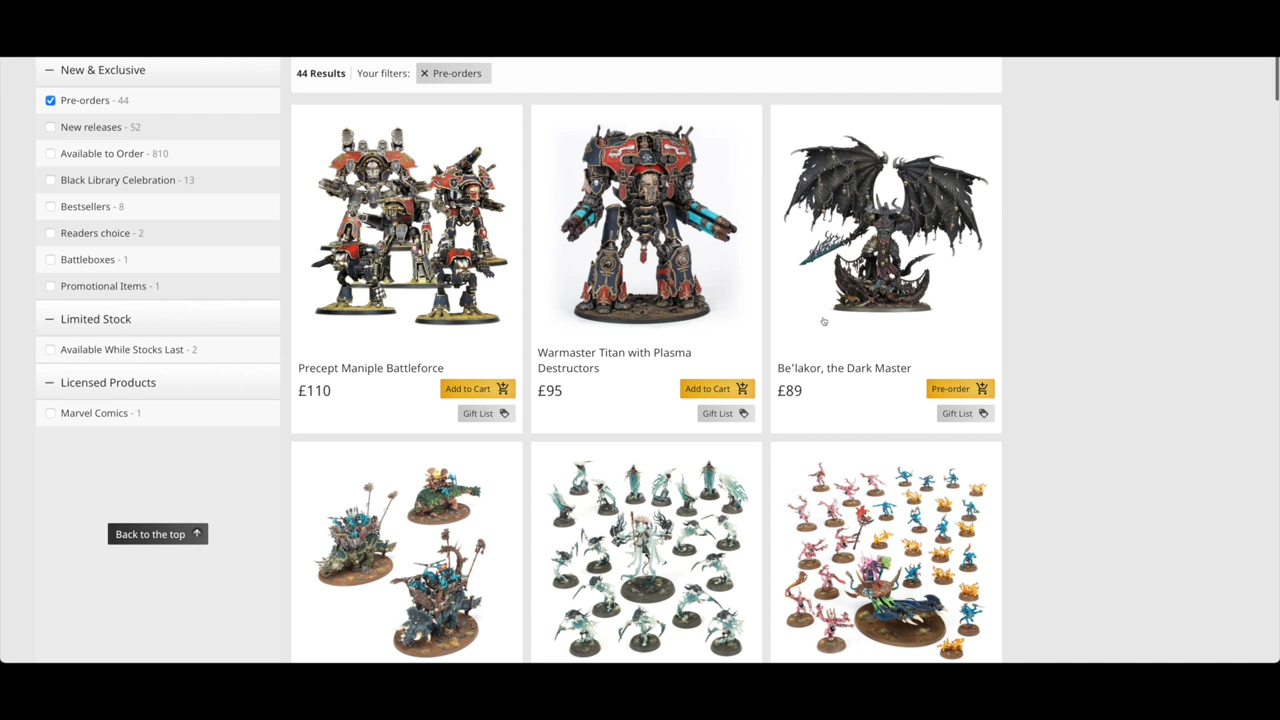 New & Exclusive
Pre-orders - 44
New releases - 52
Available to Order - 810
Black Library Celebration - 13
Bestsellers - 8
Readers choice - 2
Battleboxes - 1
Promotional Items - 1
Limited Stock
Available While Stocks Last - 2
Licensed Products
Marvel Comics - 1
Back to the top
44 Results
Your filters:
Pre-orders
Precept Maniple Battleforce
£110
Add to Cart
Gift List
Warmaster Titan with Plasma
Destructors
£95
Add to Cart
Gift List
Be'lakor, the Dark Master
£89
Pre-order
Gift List